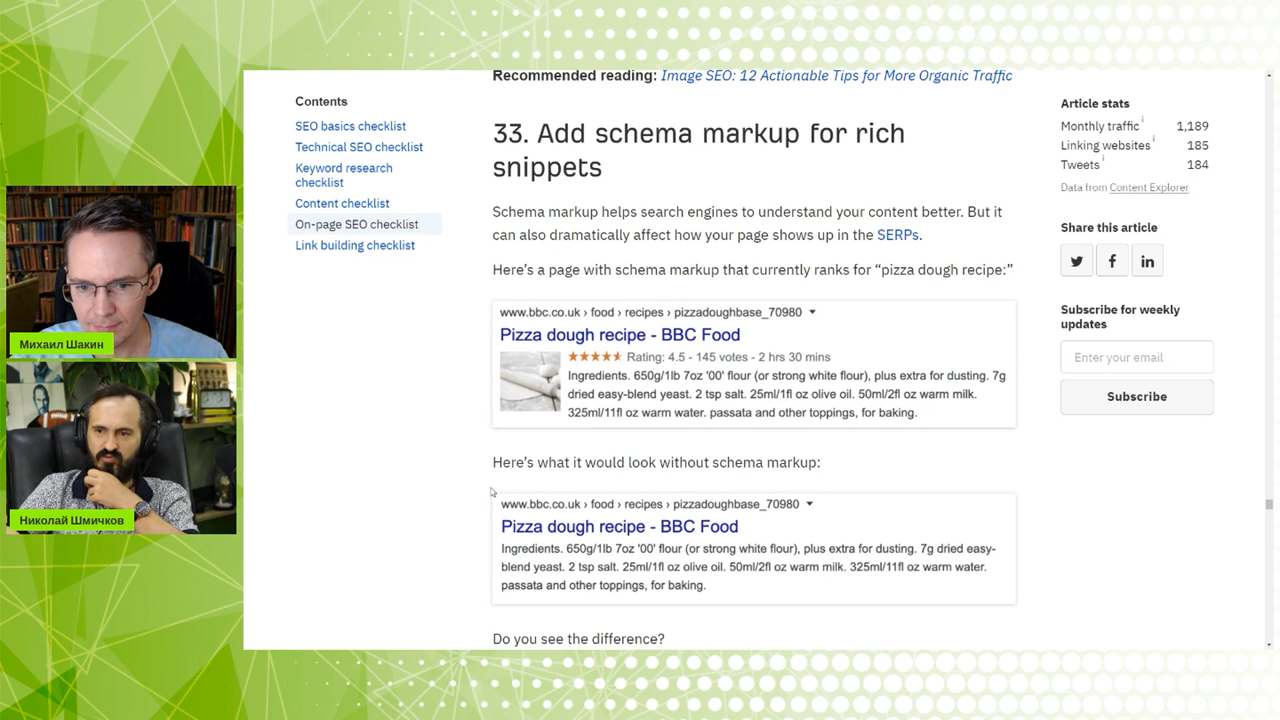 Recommended reading: Image SEO: 12 Actionable Tips for More Organic Traffic
Contents
SEO basics checklist
Technical SEO checklist
Keyword research
checklist
Content checklist
On-page SEO checklist
Link building checklist
33. Add schema markup for rich
snippets
Schema markup helps search engines to understand your content better. But it
can also dramatically affect how your page shows up in the SERPs.
Here’s a page with schema markup that currently ranks for “pizza dough recipe:”
www.bbc.co.uk › food › recipes › pizzadoughbase_70980
Pizza dough recipe - BBC Food
Rating: 4.5 - 145 votes - 2 hrs 30 mins
Ingredients. 650g/1lb 7oz '00' flour (or strong white flour), plus extra for dusting. 7g
dried easy-blend yeast. 2 tsp salt. 25ml/1fl oz olive oil. 50ml/2fl oz warm milk.
325ml/11fl oz warm water. passata and other toppings, for baking.
Here’s what it would look without schema markup:
www.bbc.co.uk › food › recipes › pizzadoughbase_70980
Pizza dough recipe - BBC Food
Ingredients. 650g/1lb 7oz '00' flour (or strong white flour), plus extra for dusting. 7g dried easy-
blend yeast. 2 tsp salt. 25ml/1fl oz olive oil. 50ml/2fl oz warm milk. 325ml/11fl oz warm water.
passata and other toppings, for baking.
Do you see the difference?
Article stats
Monthly traffic i 1,189
Linking websites i 185
Tweets i 184
Data from Content Explorer
Share this article
Subscribe for weekly
updates
Enter your email
Subscribe
Михаил Шакин
Николай Шмичков